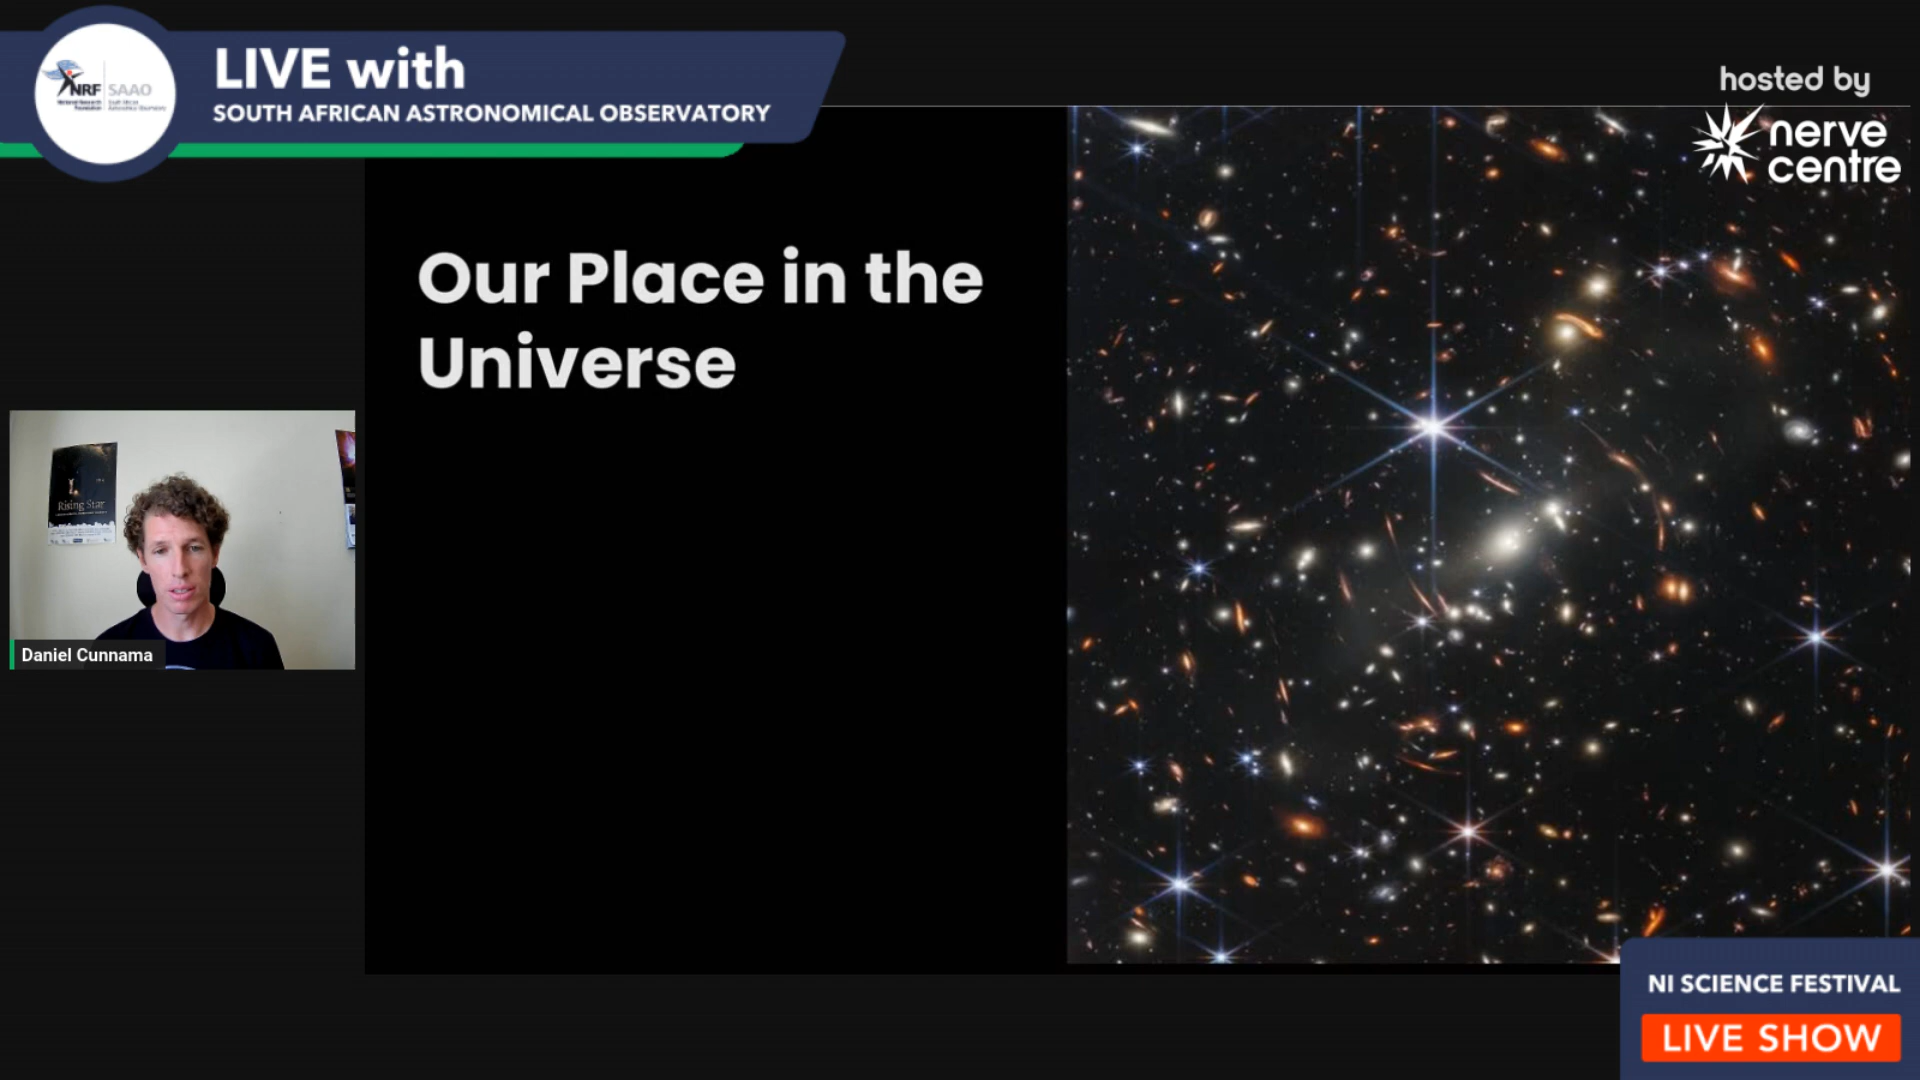 LIVE with
SOUTH AFRICAN ASTRONOMICAL OBSERVATORY
NRF
SAAO
hosted by
nerve
centre
Our Place in the
Universe
Rising Star
Daniel Cunnama
NI SCIENCE FESTIVAL
LIVE SHOW